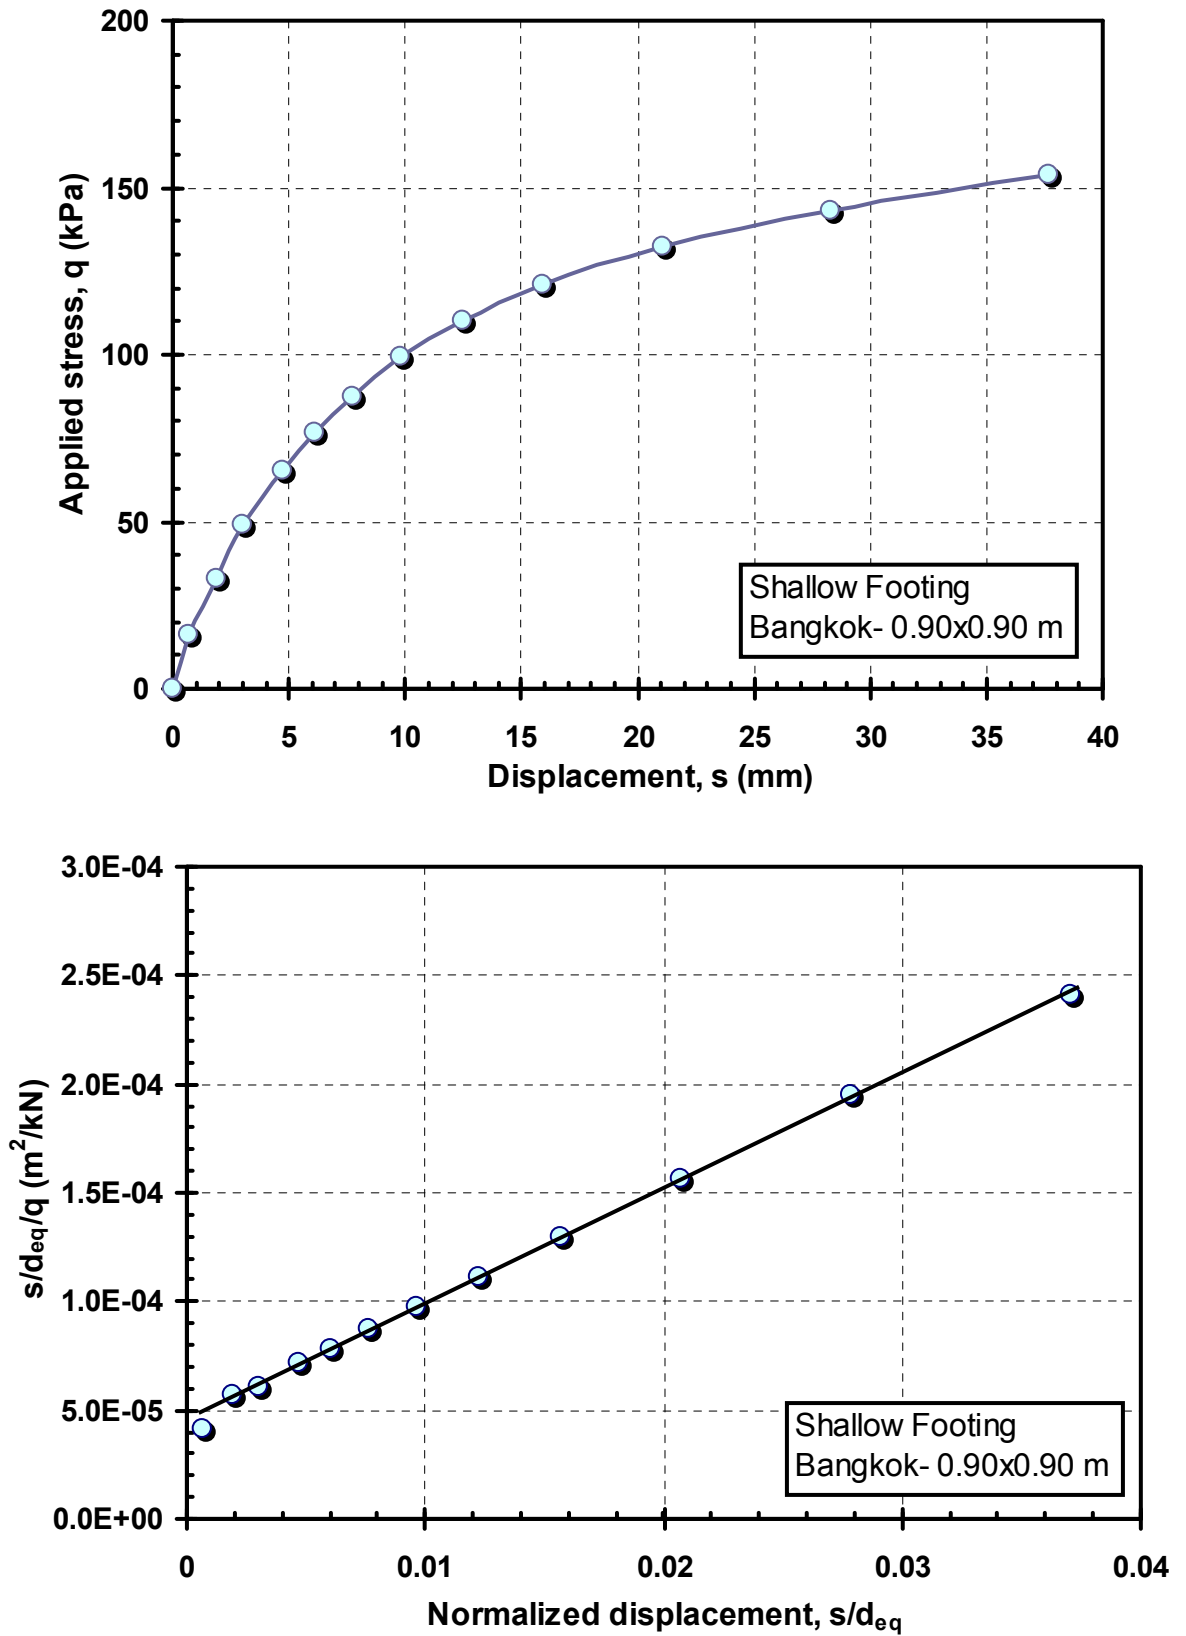 200
150
100
50
0
Applied stress, q (kPa)
Shallow Footing
Bangkok- 0.90x0.90 m
0 5 10 15 20 25 30 35 40
Displacement, s (mm)
3.0E-04
2.5E-04
2.0E-04
1.5E-04
1.0E-04
5.0E-05
0.0E+00
s/deq/q (m²/kN)
Shallow Footing
Bangkok- 0.90x0.90 m
0 0.01 0.02 0.03 0.04
Normalized displacement, s/deq